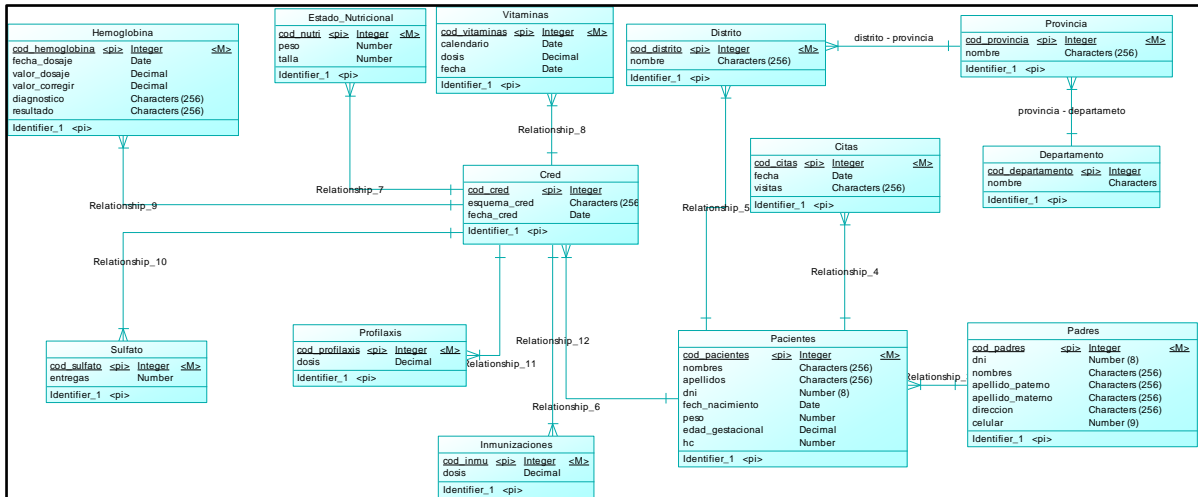 Hemoglobina
cod_hemoglobina <pi> Integer <M>
fecha_dosaje Date
valor_dosaje Decimal
valor_corregir Decimal
diagnostico Characters (256)
resultado Characters (256)
Identifier_1 <pi>
Estado_Nutricional
cod_nutri <pi> Integer <M>
peso Number
talla Number
Identifier_1 <pi>
Vitaminas
cod_vitaminas <pi> Integer <M>
calendario Date
dosis Decimal
fecha Date
Identifier_1 <pi>
Distrito
cod_distrito <pi> Integer <M>
nombre Characters (256)
Identifier_1 <pi>
distrito - provincia
Provincia
cod_provincia <pi> Integer <M>
nombre Characters (256)
Identifier_1 <pi>
provincia - departameto
Departamento
cod_departamento <pi> Integer
nombre Characters
Identifier_1 <pi>
Relationship_8
Citas
cod_citas <pi> Integer <M>
fecha Date
visitas Characters (256)
Identifier_1 <pi>
Cred
cod_cred <pi> Integer
esquema_cred Characters (256
fecha_cred Date
Identifier_1 <pi>
Relationship_7
Relationship_9
Relationship_5
Relationship_10
Relationship_4
Sulfato
cod_sulfato <pi> Integer <M>
entregas Number
Identifier_1 <pi>
Profilaxis
cod_profilaxis <pi> Integer <M>
dosis Decimal
Identifier_1 <pi>
Relationship_11
Relationship_12
Relationship_6
Inmunizaciones
cod_inmu <pi> Integer <M>
dosis Decimal
Identifier_1 <pi>
Pacientes
cod_pacientes <pi> Integer <M>
nombres Characters (256)
apellidos Characters (256)
dni Number (8)
fech_nacimiento Date
peso Number
edad_gestacional Decimal
hc Number
Identifier_1 <pi>
Relationship_
Padres
cod_padres <pi> Integer <M>
dni Number (8)
nombres Characters (256)
apellido_paterno Characters (256)
apellido_materno Characters (256)
direccion Characters (256)
celular Number (9)
Identifier_1 <pi>